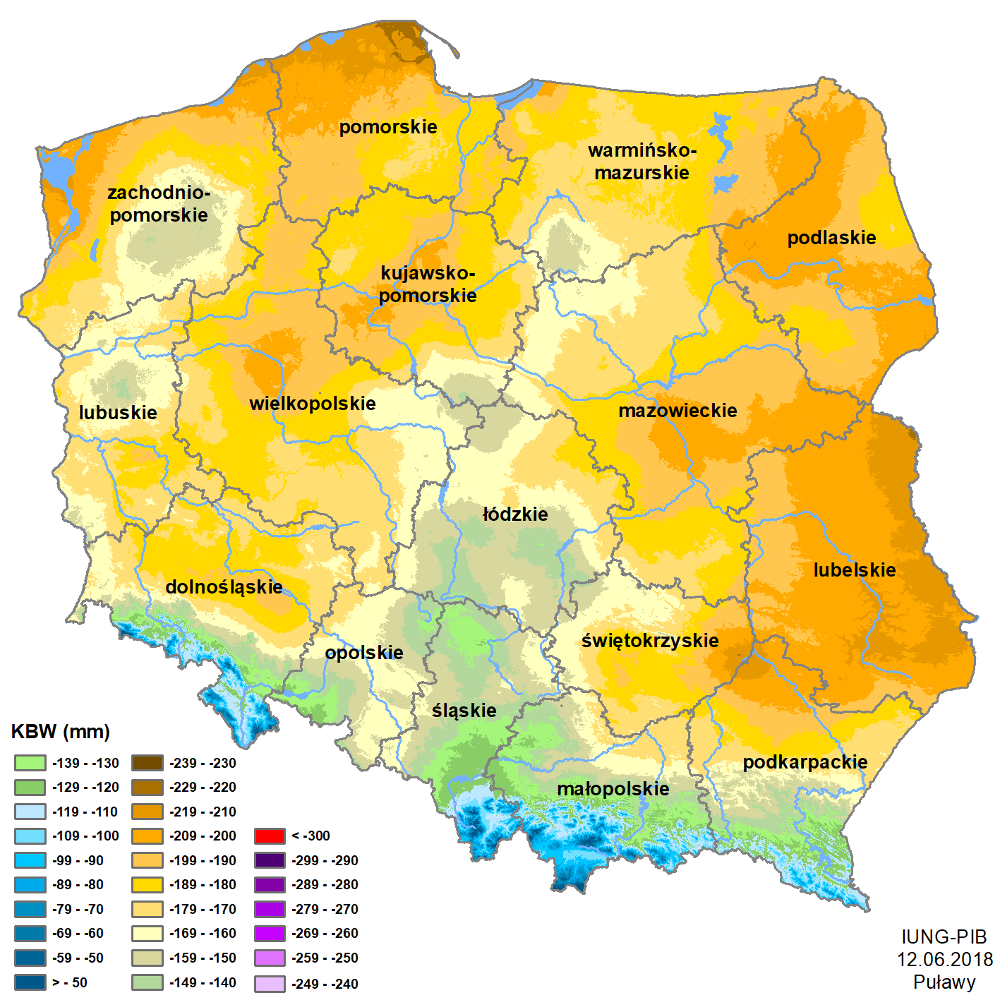 pomorskie
warmińsko-
mazurskie
zachodnio-
pomorskie
podlaskie
kujawsko-
pomorskie
lubuskie
wielkopolskie
mazowieckie
łódzkie
lubelskie
dolnośląskie
świętokrzyskie
opolskie
śląskie
podkarpackie
małopolskie
KBW (mm)
-139 - -130
-129 - -120
-119 - -110
-109 - -100
-99 - -90
-89 - -80
-79 - -70
-69 - -60
-59 - -50
> - 50
-239 - -230
-229 - -220
-219 - -210
-209 - -200
-199 - -190
-189 - -180
-179 - -170
-169 - -160
-159 - -150
-149 - -140
< -300
-299 - -290
-289 - -280
-279 - -270
-269 - -260
-259 - -250
-249 - -240
IUNG-PIB
12.06.2018
Puławy